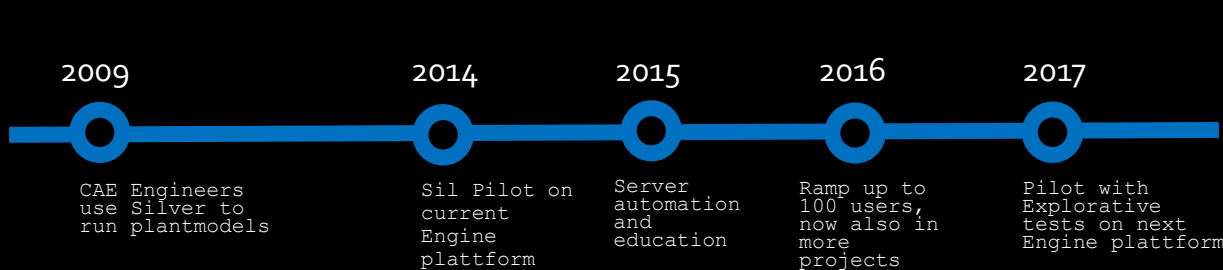 2009
CAE Engineers
use Silver to
run plantmodels
2014
Sil Pilot on
current
Engine
plattform
2015
Server
automation
and
education
2016
Ramp up to
100 users,
now also in
more
projects
2017
Pilot with
Explorative
tests on next
Engine plattform